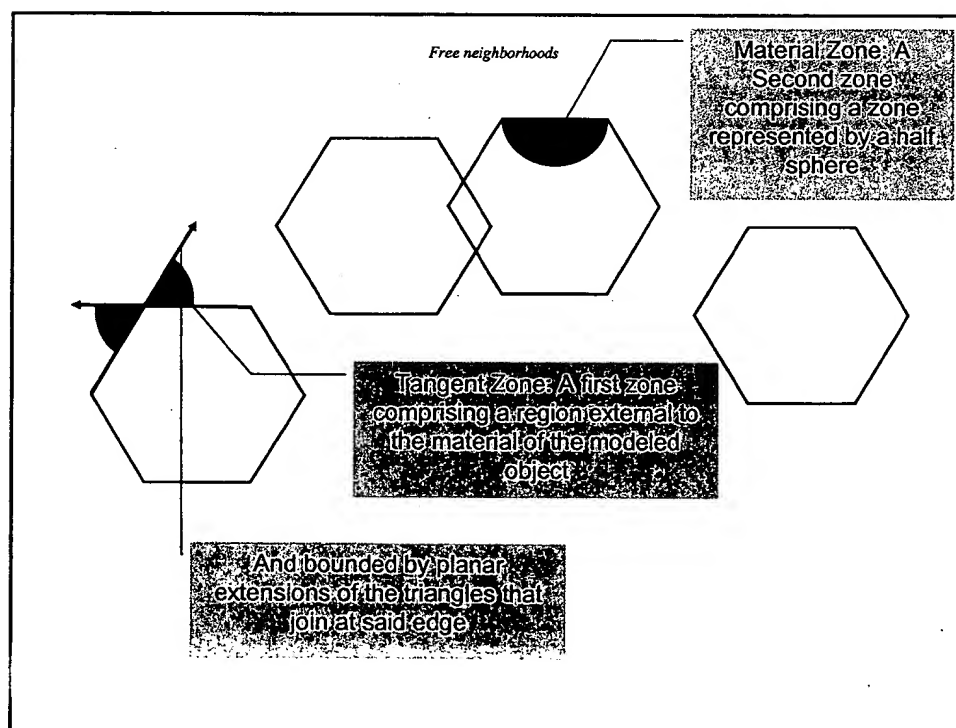 Free neighborhoods
Material Zone: A
Second zone
comprising a zone
represented by a half
sphere
Tangent Zone: A first zone
comprising a region external to
the material of the modeled
object
And bounded by planar
extensions of the triangles that
join at said edge